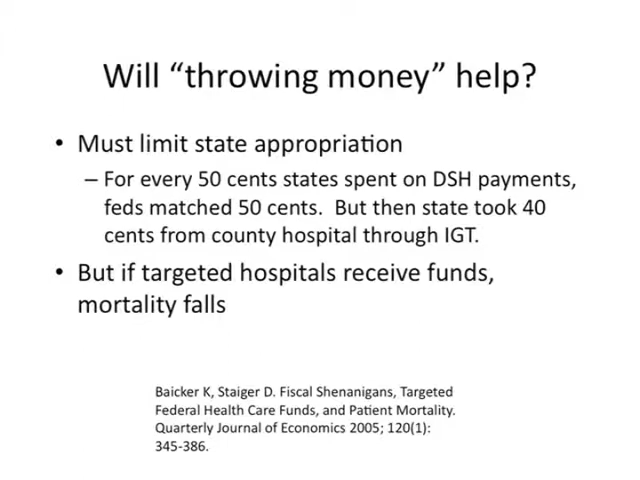 Will “throwing money” help?
• Must limit state appropriation
– For every 50 cents states spent on DSH payments,
feds matched 50 cents.  But then state took 40
cents from county hospital through IGT.
• But if targeted hospitals receive funds,
mortality falls
Baicker K, Staiger D. Fiscal Shenanigans, Targeted
Federal Health Care Funds, and Patient Mortality.
Quarterly Journal of Economics 2005; 120(1):
345-386.